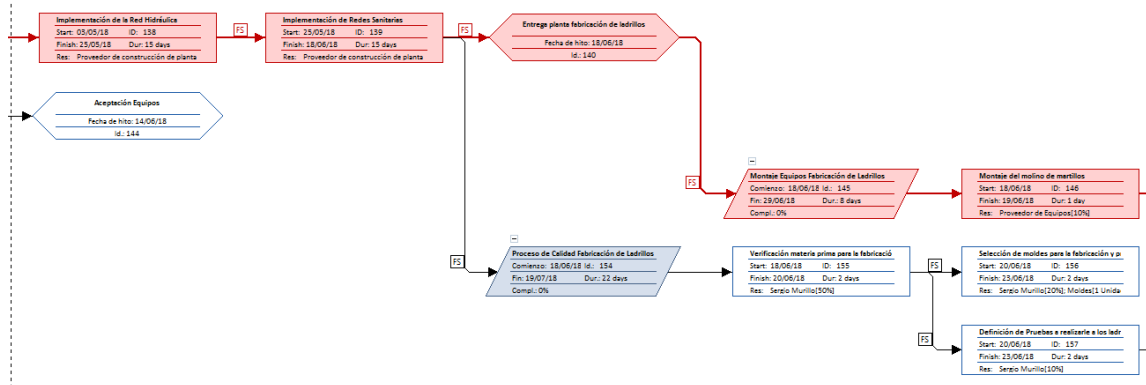 Implementación de la Red Hidráulica
Start: 03/05/18 ID: 138
Finish: 25/05/18 Dur: 15 days
Res: Proveedor de construcción de planta
FS
Implementación de Redes Sanitarias
Start: 25/05/18 ID: 139
Finish: 18/06/18 Dur: 15 days
Res: Proveedor de construcción de planta
FS
Entrega planta fabricación de ladrillos
Fecha de hito: 18/06/18
Id.: 140
Aceptación Equipos
Fecha de hito: 14/06/18
Id.: 144
FS
Montaje Equipos Fabricación de Ladrillos
Comienzo: 18/06/18 Id.: 145
Fin: 29/06/18 Dur.: 8 days
Compl.: 0%
Montaje del molino de martillos
Start: 18/06/18 ID: 146
Finish: 19/06/18 Dur: 1 day
Res: Proveedor de Equipos[10%]
FS
Proceso de Calidad Fabricación de Ladrillos
Comienzo: 18/06/18 Id.: 154
Fin: 19/07/18 Dur.: 22 days
Compl.: 0%
Verificación materia prima para la fabricació
Start: 18/06/18 ID: 155
Finish: 20/06/18 Dur: 2 days
Res: Sergio Murillo[50%]
FS
Selección de moldes para la fabricación y p
Start: 20/06/18 ID: 156
Finish: 23/06/18 Dur: 2 days
Res: Sergio Murillo[20%]; Moldes[1 Unida
FS
Definición de Pruebas a realizarle a los ladr
Start: 20/06/18 ID: 157
Finish: 23/06/18 Dur: 2 days
Res: Sergio Murillo[10%]